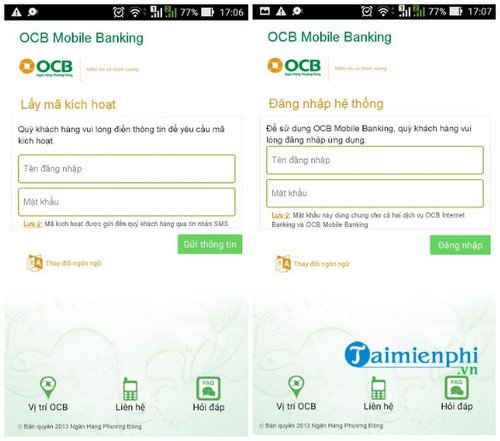 77% 17:06
OCB Mobile Banking
OCB
Ngân Hàng Phương Đông
Niềm tin và thịnh vượng
Lấy mã kích hoạt
Quý khách hàng vui lòng điền thông tin để yêu cầu mã
kích hoạt.
Tên đăng nhập
Mật khẩu
Lưu ý: Mã kích hoạt được gửi đến quý khách hàng qua tin nhắn SMS
Gửi thông tin
Thay đổi ngôn ngữ
Vị trí OCB
Liên hệ
FAQ
Hỏi đáp
© Bản quyền 2013 Ngân Hàng Phương Đông
77% 17:07
OCB Mobile Banking
OCB
Ngân Hàng Phương Đông
Niềm tin và thịnh vượng
Đăng nhập hệ thống
Để sử dụng OCB Mobile Banking, quý khách hàng vui
lòng đăng nhập ứng dụng.
Tên đăng nhập
Mật khẩu
Lưu ý: Mật khẩu này dùng chung cho cả hai dịch vụ OCB Internet
Banking và OCB Mobile Banking
Đăng nhập
Thay đổi ngôn ngữ
Taimienphi
.vn
Vị trí OCB
Liên hệ
FAQ
Hỏi đáp
© Bản quyền 2013 Ngân Hàng Phương Đông